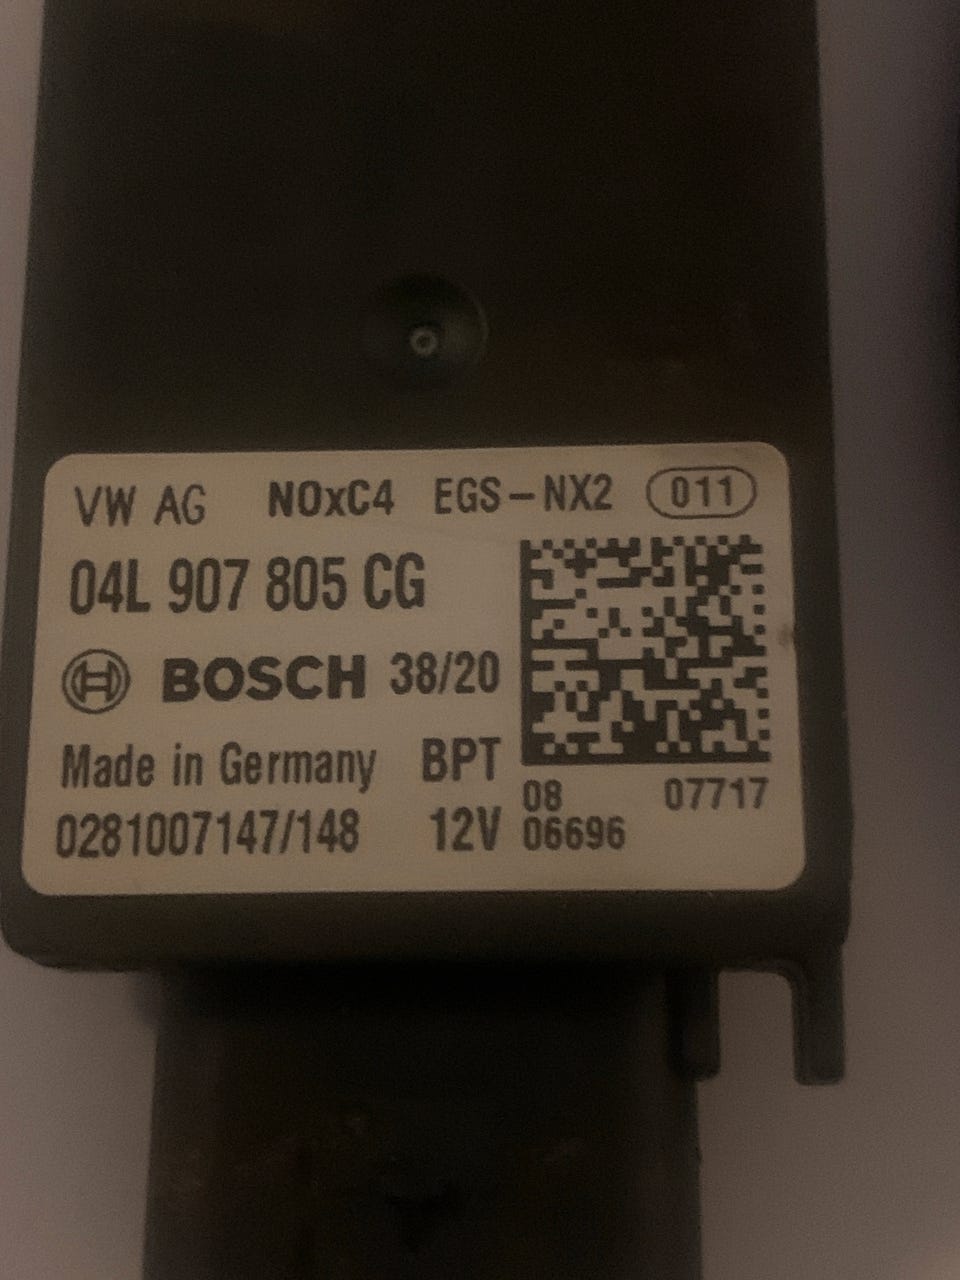 VW AG NOxC4 EGS-NX2 011
04L 907 805 CG
BOSCH 38/20
Made in Germany BPT
08 07717
0281007147/148 12V 06696